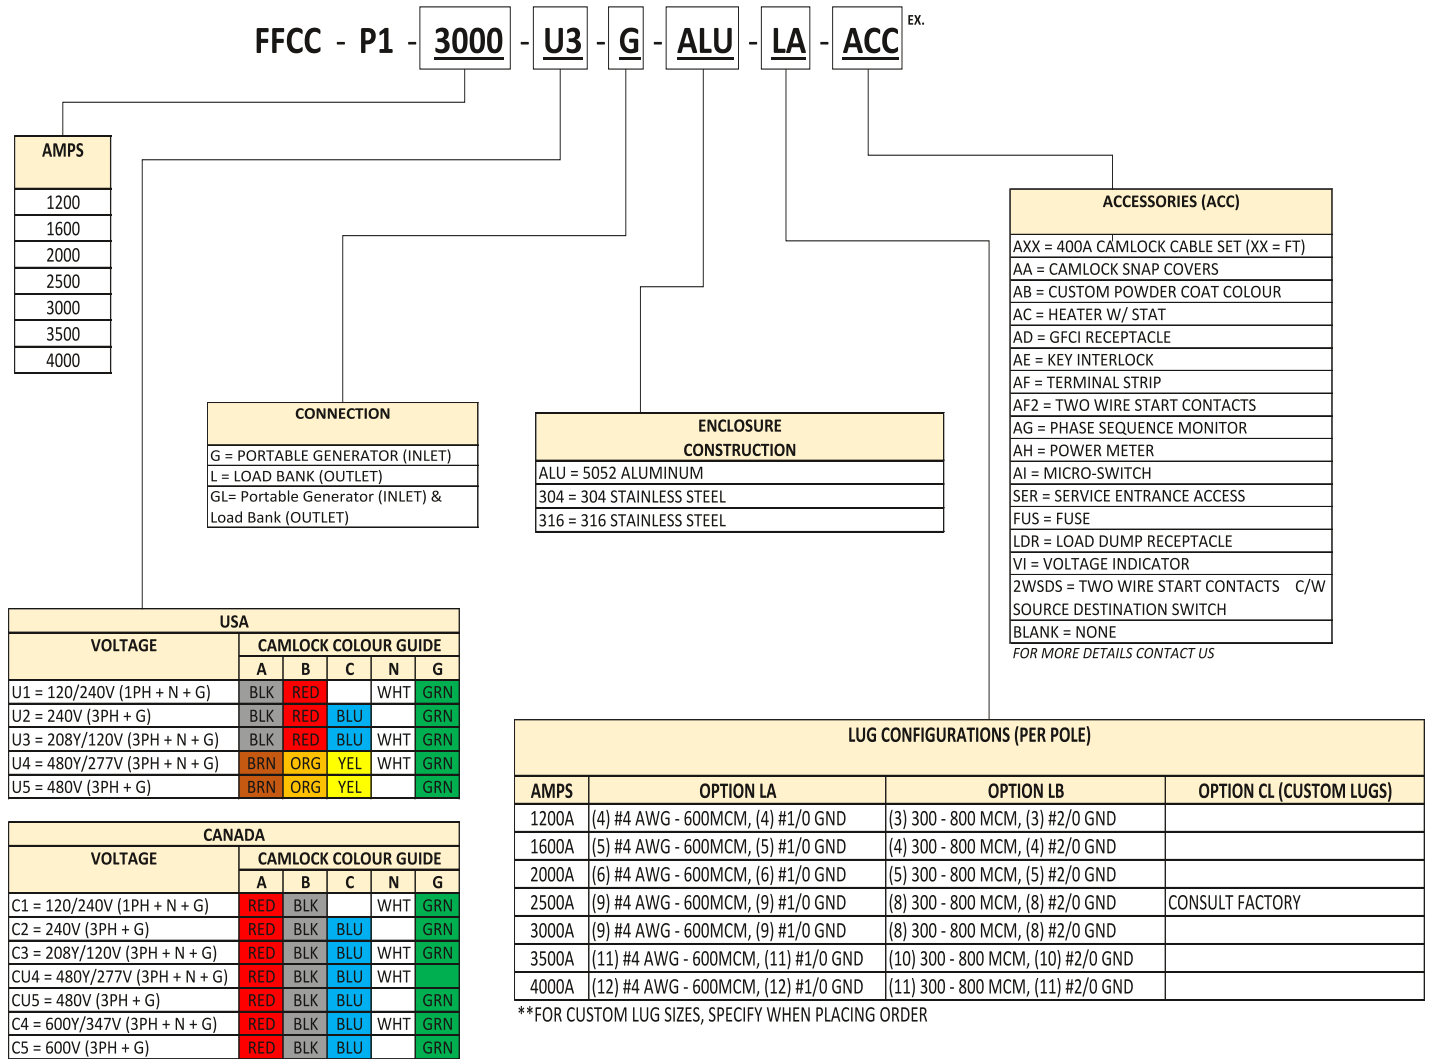 FFCC - P1 - 3000 - U3 - G - ALU - LA - ACC EX.
AMPS
1200
1600
2000
2500
3000
3500
4000
CONNECTION
G = PORTABLE GENERATOR (INLET)
L = LOAD BANK (OUTLET)
GL= Portable Generator (INLET) &
Load Bank (OUTLET)
ENCLOSURE
CONSTRUCTION
ALU = 5052 ALUMINUM
304 = 304 STAINLESS STEEL
316 = 316 STAINLESS STEEL
ACCESSORIES (ACC)
AXX = 400A CAMLOCK CABLE SET (XX = FT)
AA = CAMLOCK SNAP COVERS
AB = CUSTOM POWDER COAT COLOUR
AC = HEATER W/ STAT
AD = GFCI RECEPTACLE
AE = KEY INTERLOCK
AF = TERMINAL STRIP
AF2 = TWO WIRE START CONTACTS
AG = PHASE SEQUENCE MONITOR
AH = POWER METER
AI = MICRO-SWITCH
SER = SERVICE ENTRANCE ACCESS
FUS = FUSE
LDR = LOAD DUMP RECEPTACLE
VI = VOLTAGE INDICATOR
2WSDS = TWO WIRE START CONTACTS C/W
SOURCE DESTINATION SWITCH
BLANK = NONE
FOR MORE DETAILS CONTACT US
USA
VOLTAGE CAMLOCK COLOUR GUIDE
A B C N G
U1 = 120/240V (1PH + N + G) BLK RED WHT GRN
U2 = 240V (3PH + G) BLK RED BLU GRN
U3 = 208Y/120V (3PH + N + G) BLK RED BLU WHT GRN
U4 = 480Y/277V (3PH + N + G) BRN ORG YEL WHT GRN
U5 = 480V (3PH + G) BRN ORG YEL GRN
CANADA
VOLTAGE CAMLOCK COLOUR GUIDE
A B C N G
C1 = 120/240V (1PH + N + G) RED BLK WHT GRN
C2 = 240V (3PH + G) RED BLK BLU GRN
C3 = 208Y/120V (3PH + N + G) RED BLK BLU WHT GRN
CU4 = 480Y/277V (3PH + N + G) RED BLK BLU WHT
CU5 = 480V (3PH + G) RED BLK BLU GRN
C4 = 600Y/347V (3PH + N + G) RED BLK BLU WHT GRN
C5 = 600V (3PH + G) RED BLK BLU GRN
LUG CONFIGURATIONS (PER POLE)
AMPS OPTION LA OPTION LB OPTION CL (CUSTOM LUGS)
1200A (4) #4 AWG - 600MCM, (4) #1/0 GND (3) 300 - 800 MCM, (3) #2/0 GND
1600A (5) #4 AWG - 600MCM, (5) #1/0 GND (4) 300 - 800 MCM, (4) #2/0 GND
2000A (6) #4 AWG - 600MCM, (6) #1/0 GND (5) 300 - 800 MCM, (5) #2/0 GND
2500A (9) #4 AWG - 600MCM, (9) #1/0 GND (8) 300 - 800 MCM, (8) #2/0 GND CONSULT FACTORY
3000A (9) #4 AWG - 600MCM, (9) #1/0 GND (8) 300 - 800 MCM, (8) #2/0 GND
3500A (11) #4 AWG - 600MCM, (11) #1/0 GND (10) 300 - 800 MCM, (10) #2/0 GND
4000A (12) #4 AWG - 600MCM, (12) #1/0 GND (11) 300 - 800 MCM, (11) #2/0 GND
**FOR CUSTOM LUG SIZES, SPECIFY WHEN PLACING ORDER